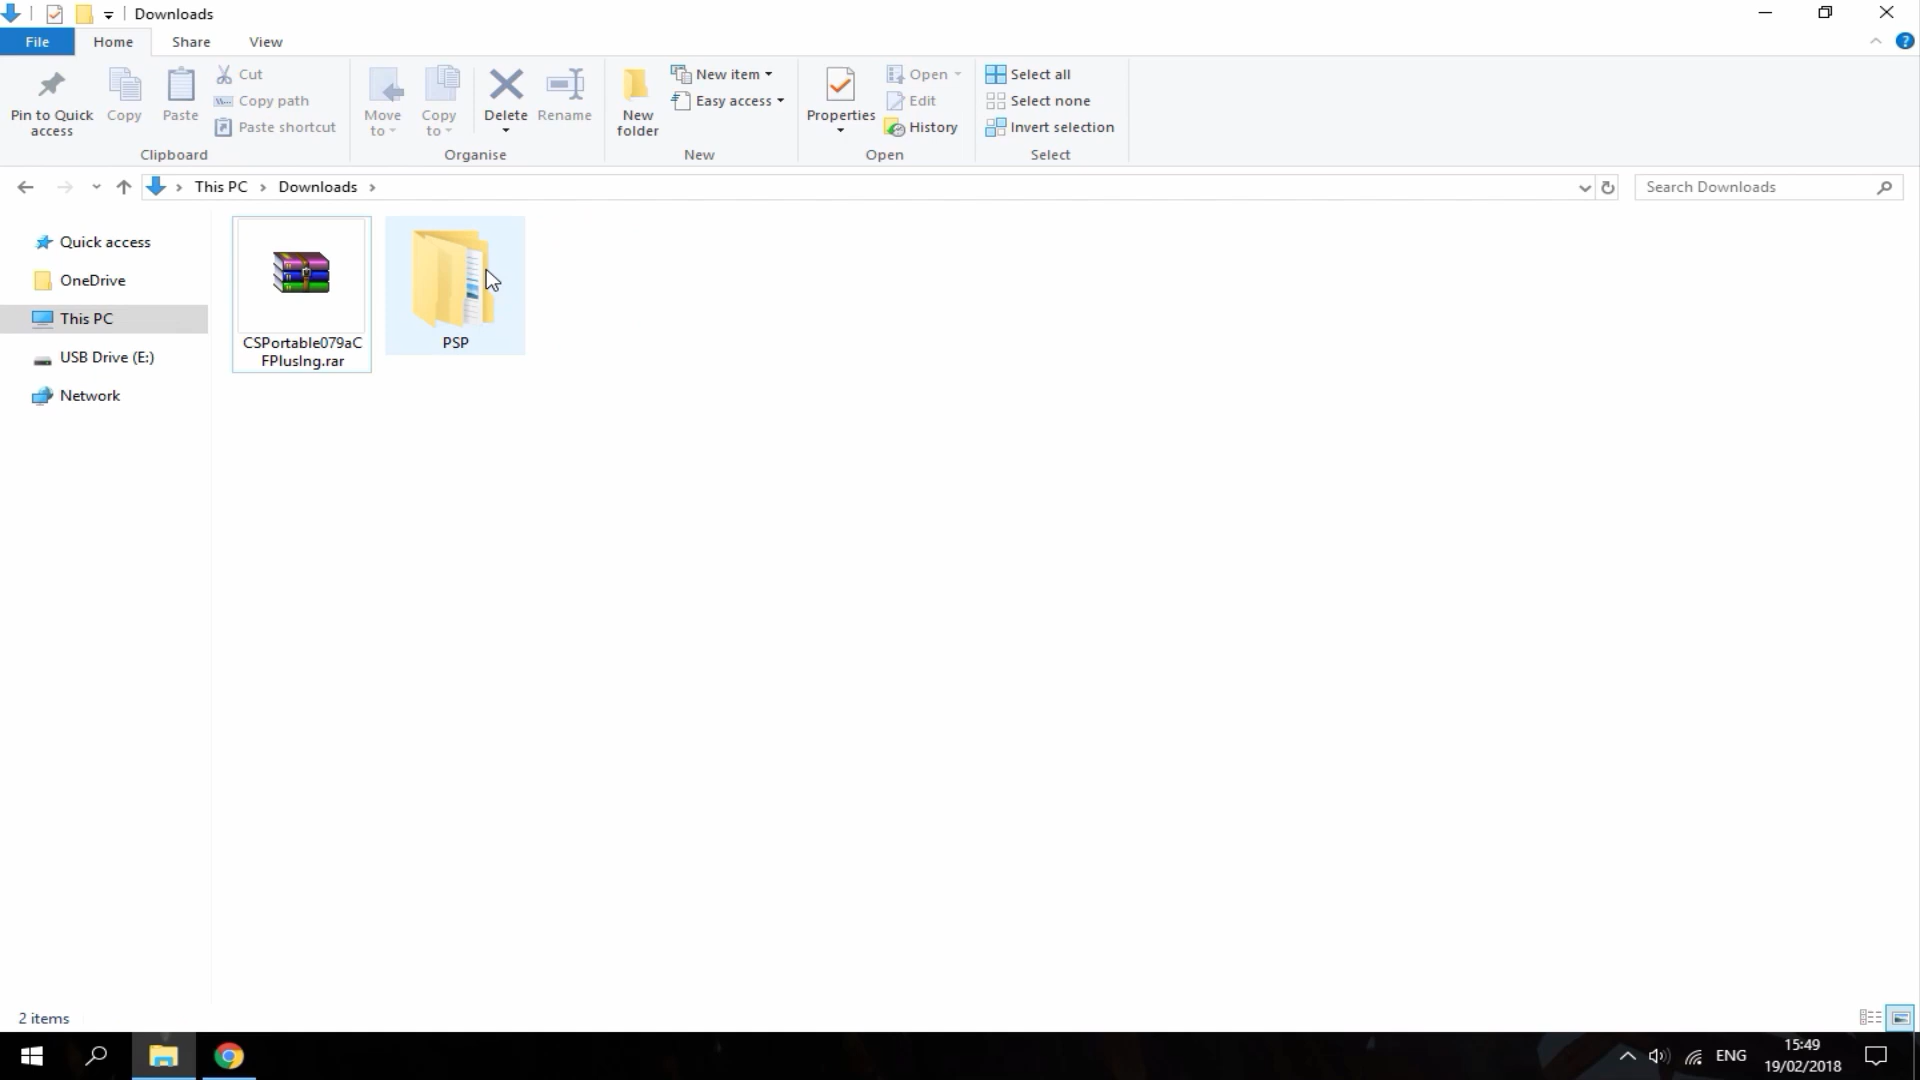 Downloads
File Home Share View
Pin to Quick access
Copy
Paste
Cut
Copy path
Paste shortcut
Clipboard
Move to
Copy to
Delete
Rename
Organise
New folder
New item
Easy access
New
Properties
Open
Edit
History
Open
Select all
Select none
Invert selection
Select
This PC > Downloads >
Search Downloads
Quick access
OneDrive
This PC
USB Drive (E:)
Network
CSPortable079aC
FPlusIng.rar
PSP
2 items
ENG
15:49
19/02/2018